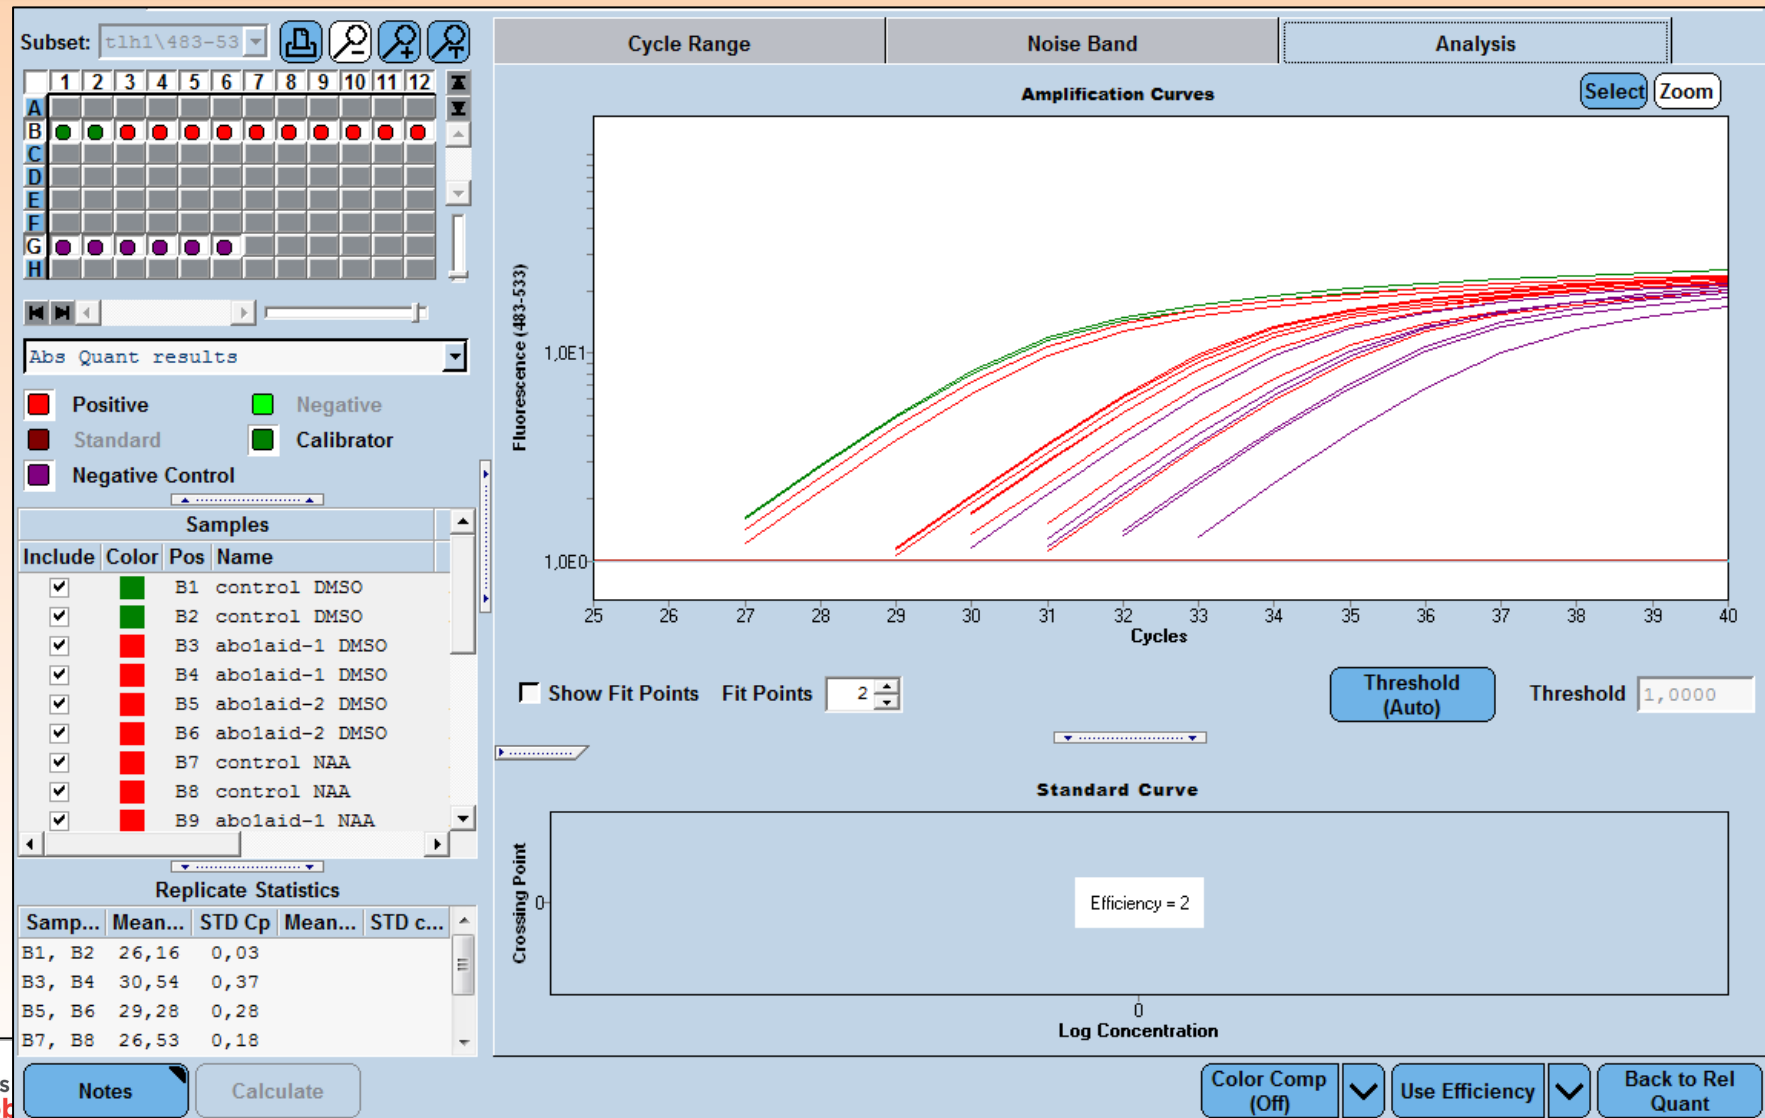 Subset: tlh1\483-53
Cycle Range
Noise Band
Analysis
1 2 3 4 5 6 7 8 9 10 11 12
A
B
C
D
E
F
G
H
Abs Quant results
Positive
Negative
Standard
Calibrator
Negative Control
Samples
Include Color Pos Name
B1 control DMSO
B2 control DMSO
B3 abo1aid-1 DMSO
B4 abo1aid-1 DMSO
B5 abo1aid-2 DMSO
B6 abo1aid-2 DMSO
B7 control NAA
B8 control NAA
B9 abo1aid-1 NAA
Replicate Statistics
Samp... Mean... STD Cp Mean... STD c...
B1, B2 26,16 0,03
B3, B4 30,54 0,37
B5, B6 29,28 0,28
B7, B8 26,53 0,18
Notes
Calculate
Amplification Curves
Select
Zoom
Fluorescence (483-533)
1,0E1
1,0E0
25 26 27 28 29 30 31 32 33 34 35 36 37 38 39 40
Cycles
Show Fit Points
Fit Points 2
Threshold
(Auto)
Threshold 1,0000
Standard Curve
Crossing Point
0
Efficiency = 2
0
Log Concentration
Color Comp
(Off)
Use Efficiency
Back to Rel
Quant